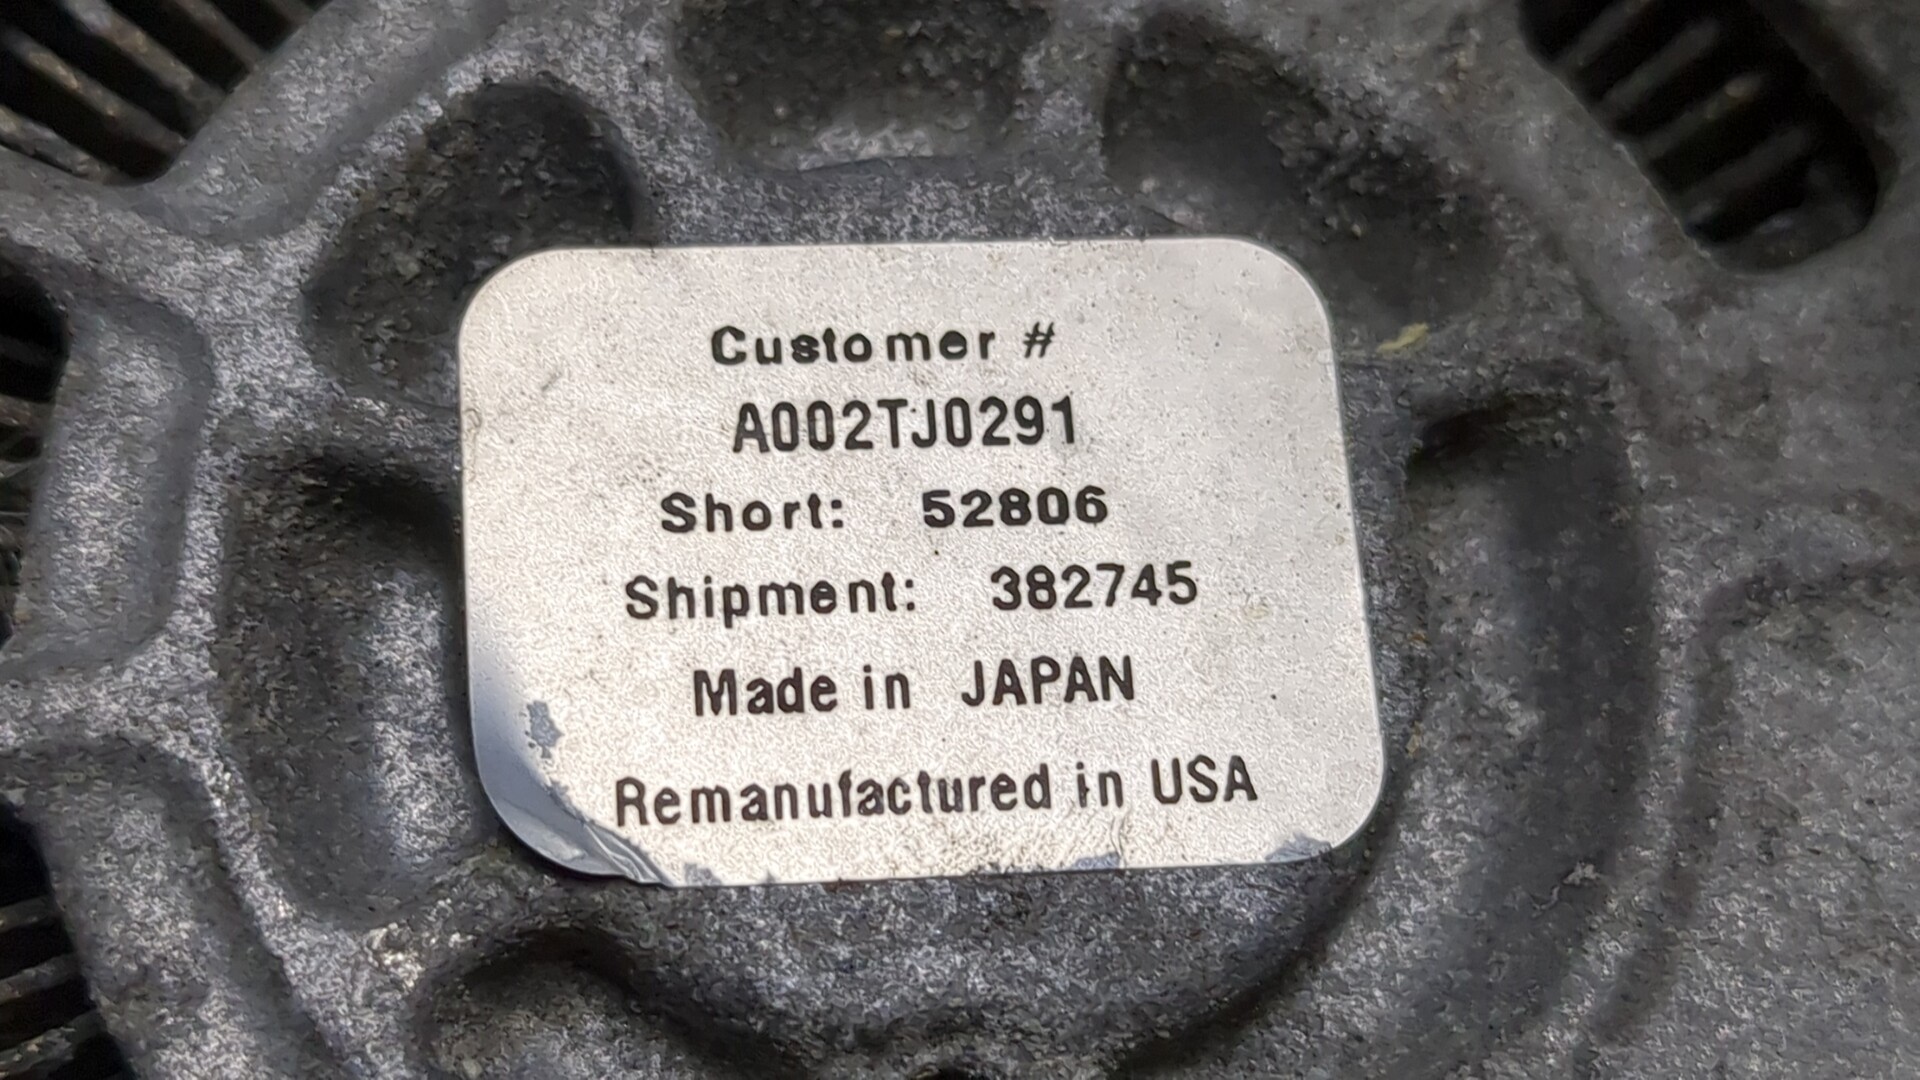 Customer #
A002TJ0291
Short: 52806
Shipment: 382745
Made in JAPAN
Remanufactured in USA